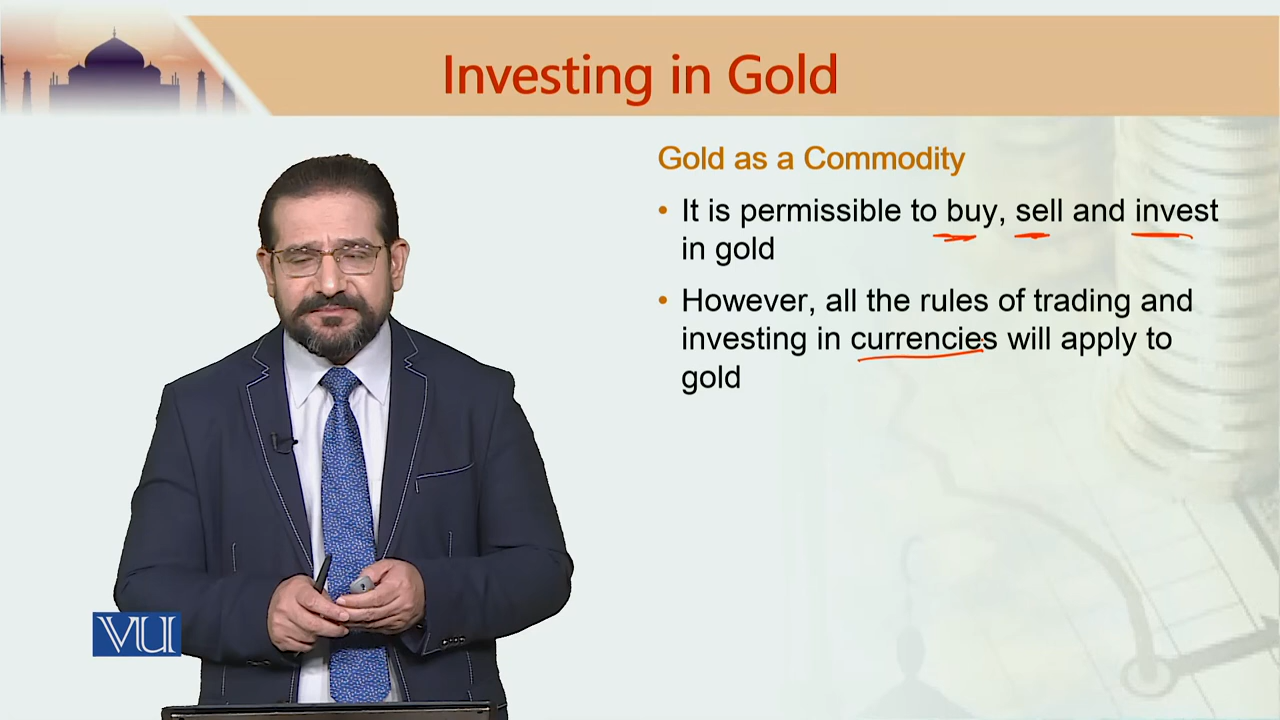 Investing in Gold
Gold as a Commodity
• It is permissible to buy, sell and invest
in gold
• However, all the rules of trading and
investing in currencies will apply to
gold
VU